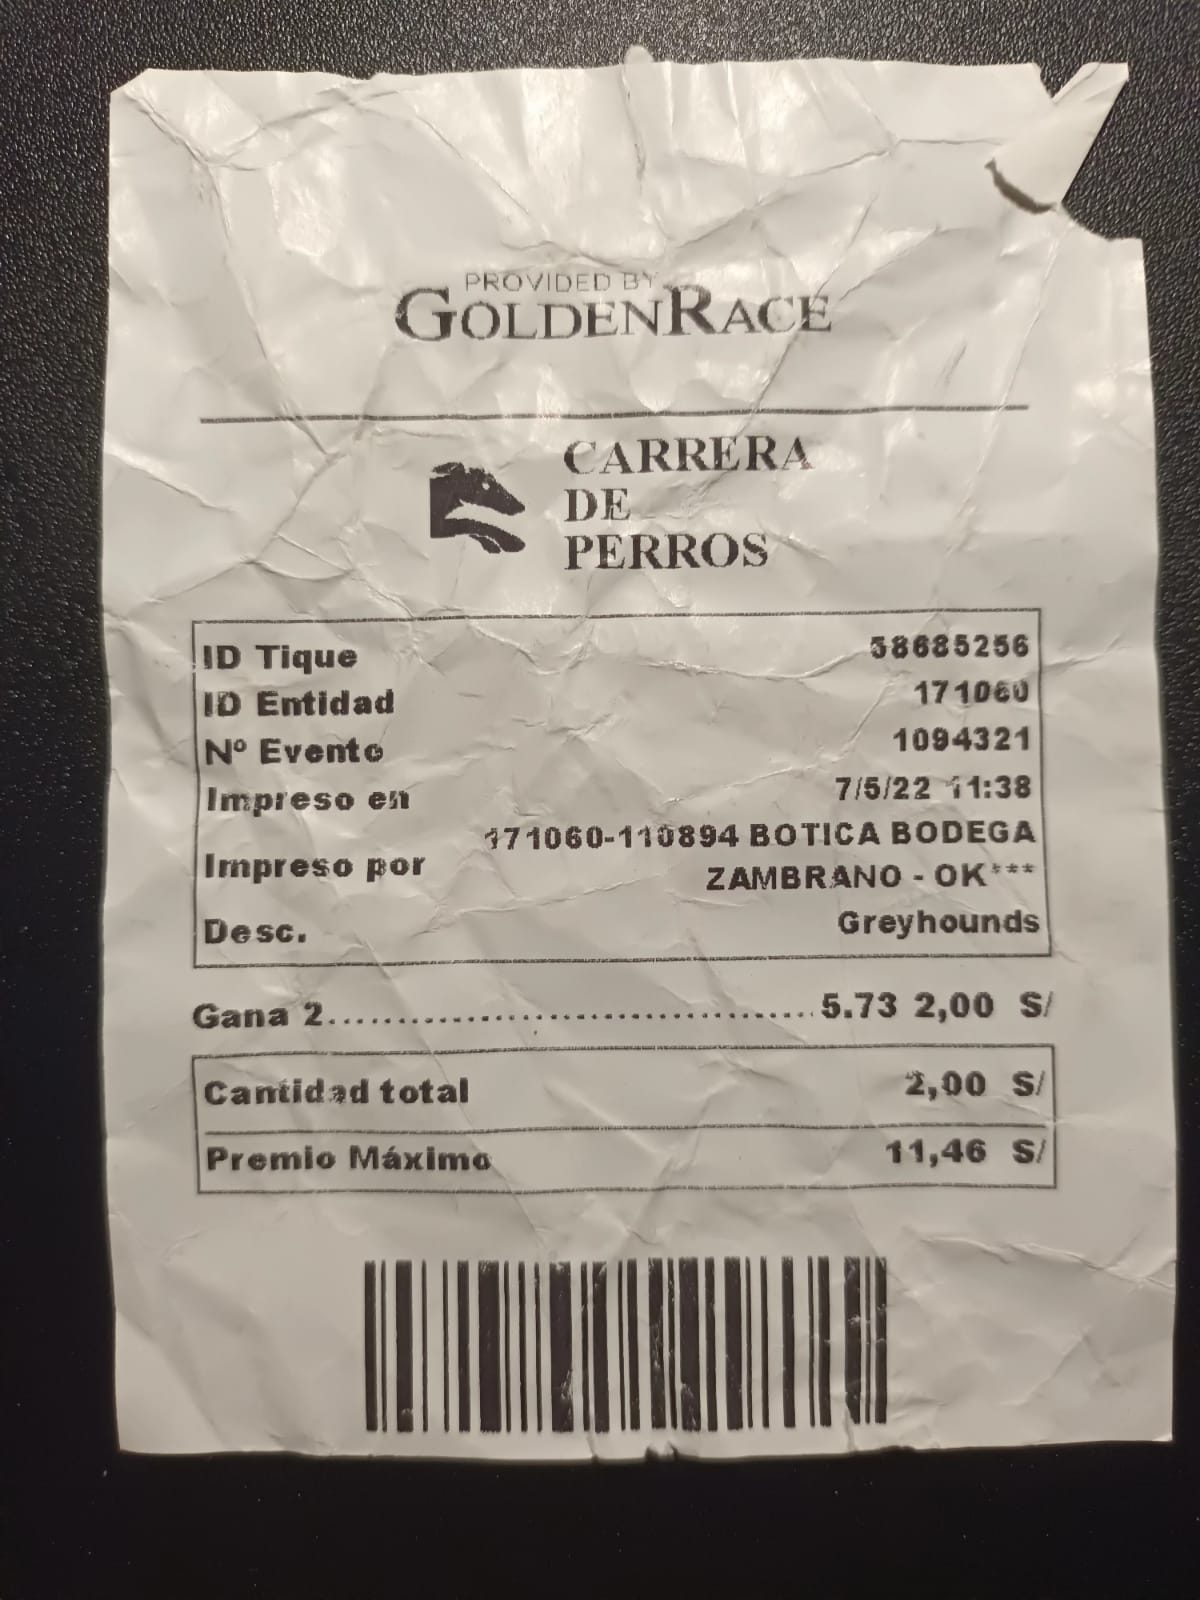 PROVIDED BY
GOLDENRACE
CARRERA
DE
PERROS
ID Tique 58685256
ID Entidad 171060
Nº Evento 1094321
Impreso en 7/5/22 11:38
Impreso por 171060-110894 BOTICA BODEGA
ZAMBRANO - OK***
Desc. Greyhounds
Gana 2.................................... 5.73 2,00 S/
Cantidad total 2,00 S/
Premio Máximo 11,46 S/